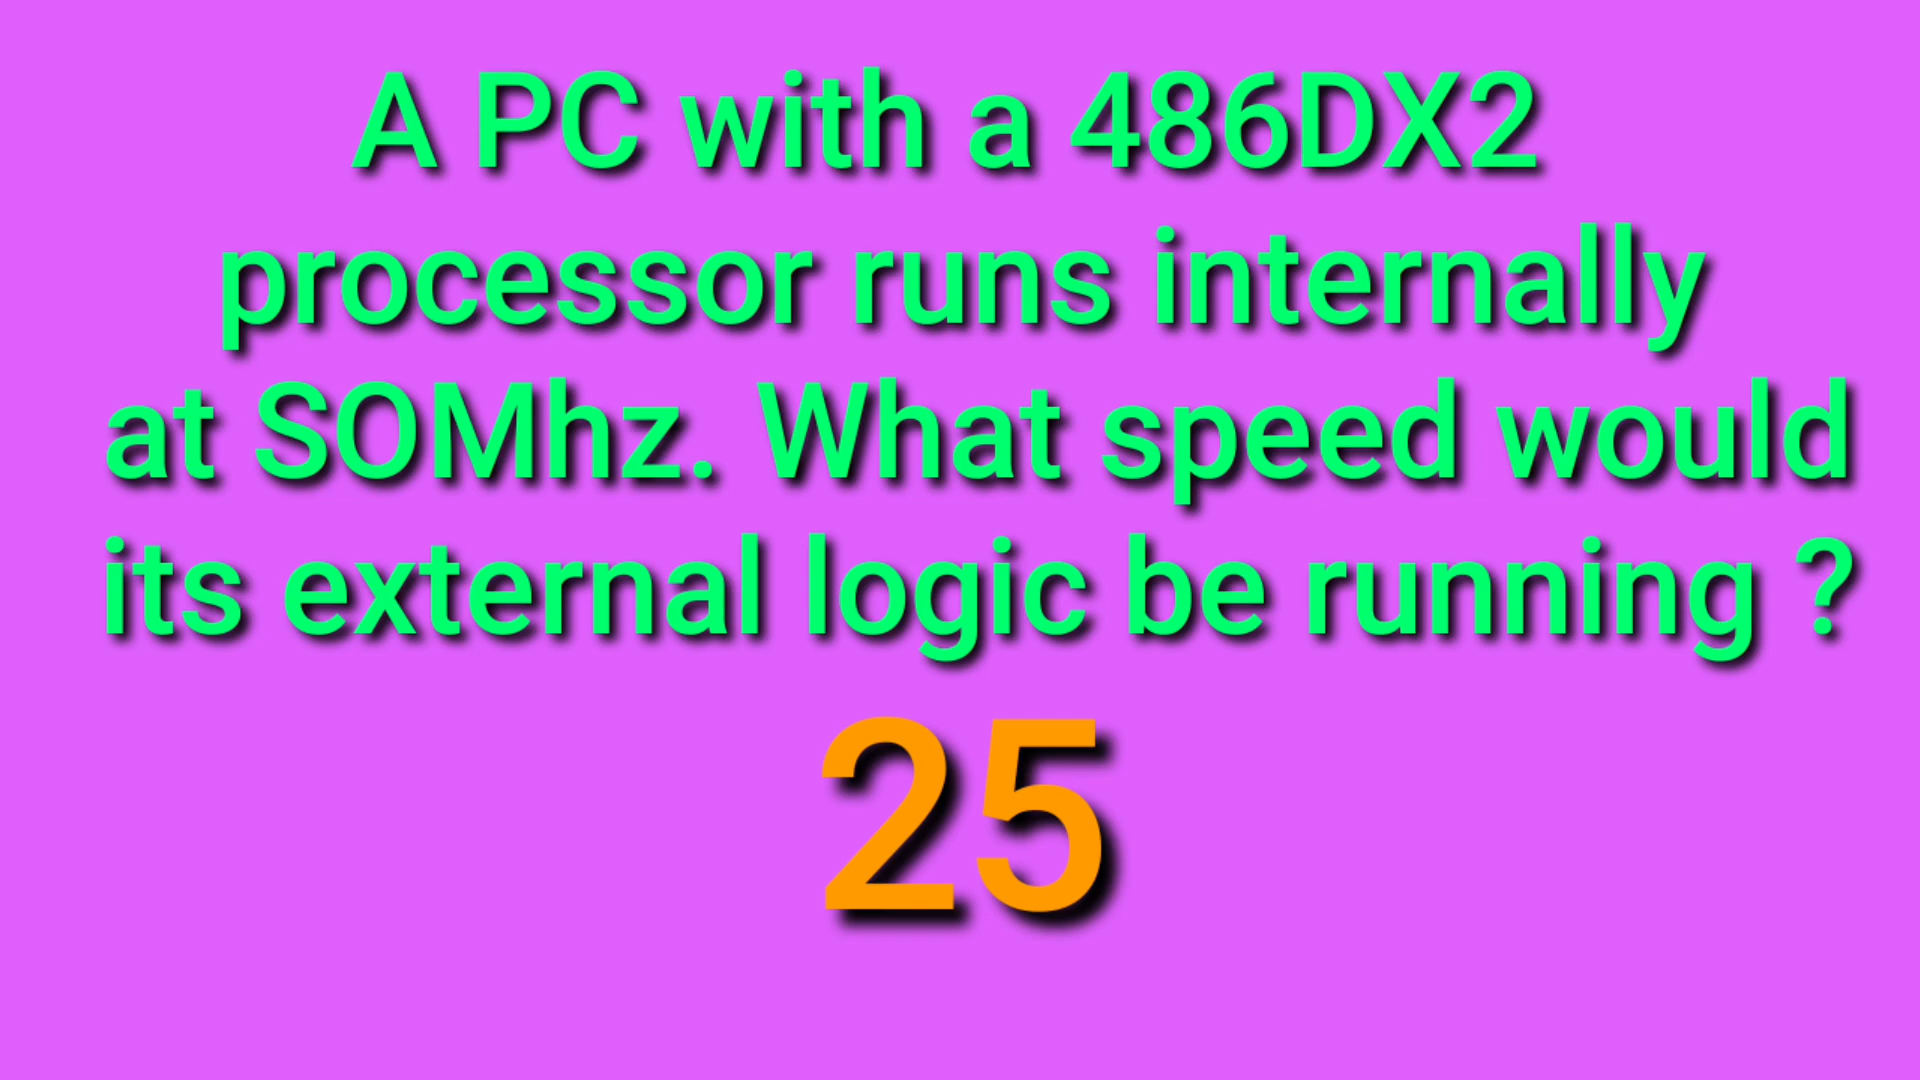 A PC with a 486DX2
processor runs internally
at SOMhz. What speed would
its external logic be running ?
25